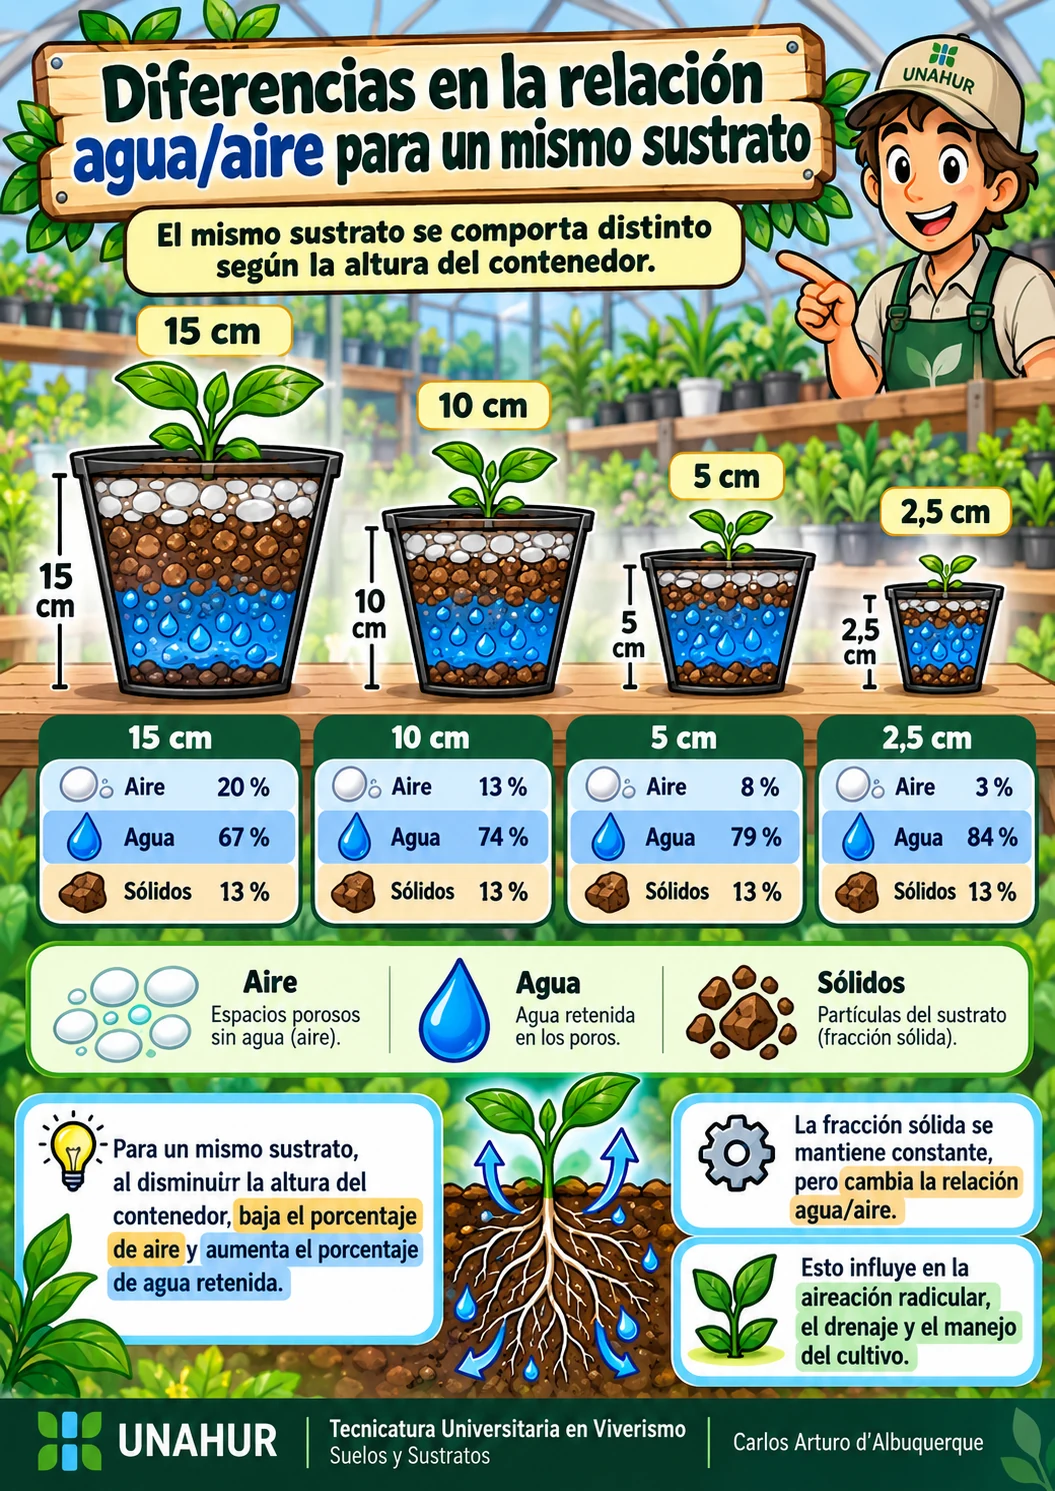 Diferencias en la relación
agua/aire para un mismo sustrato
El mismo sustrato se comporta distinto
según la altura del contenedor.
UNAHUR
15 cm
10 cm
5 cm
2,5 cm
15
cm
10
cm
5
cm
2,5
cm
15 cm
Aire 20 %
Agua 67 %
Sólidos 13 %
10 cm
Aire 13 %
Agua 74 %
Sólidos 13 %
5 cm
Aire 8 %
Agua 79 %
Sólidos 13 %
2,5 cm
Aire 3 %
Agua 84 %
Sólidos 13 %
Aire
Espacios porosos
sin agua (aire).
Agua
Agua retenida
en los poros.
Sólidos
Partículas del sustrato
(fracción sólida).
Para un mismo sustrato,
al disminuir la altura del
contenedor, baja el porcentaje
de aire y aumenta el porcentaje
de agua retenida.
La fracción sólida se
mantiene constante,
pero cambia la relación
agua/aire.
Esto influye en la
aireación radicular,
el drenaje y el manejo
del cultivo.
UNAHUR
Tecnicatura Universitaria en Viverismo
Suelos y Sustratos
Carlos Arturo d'Albuquerque